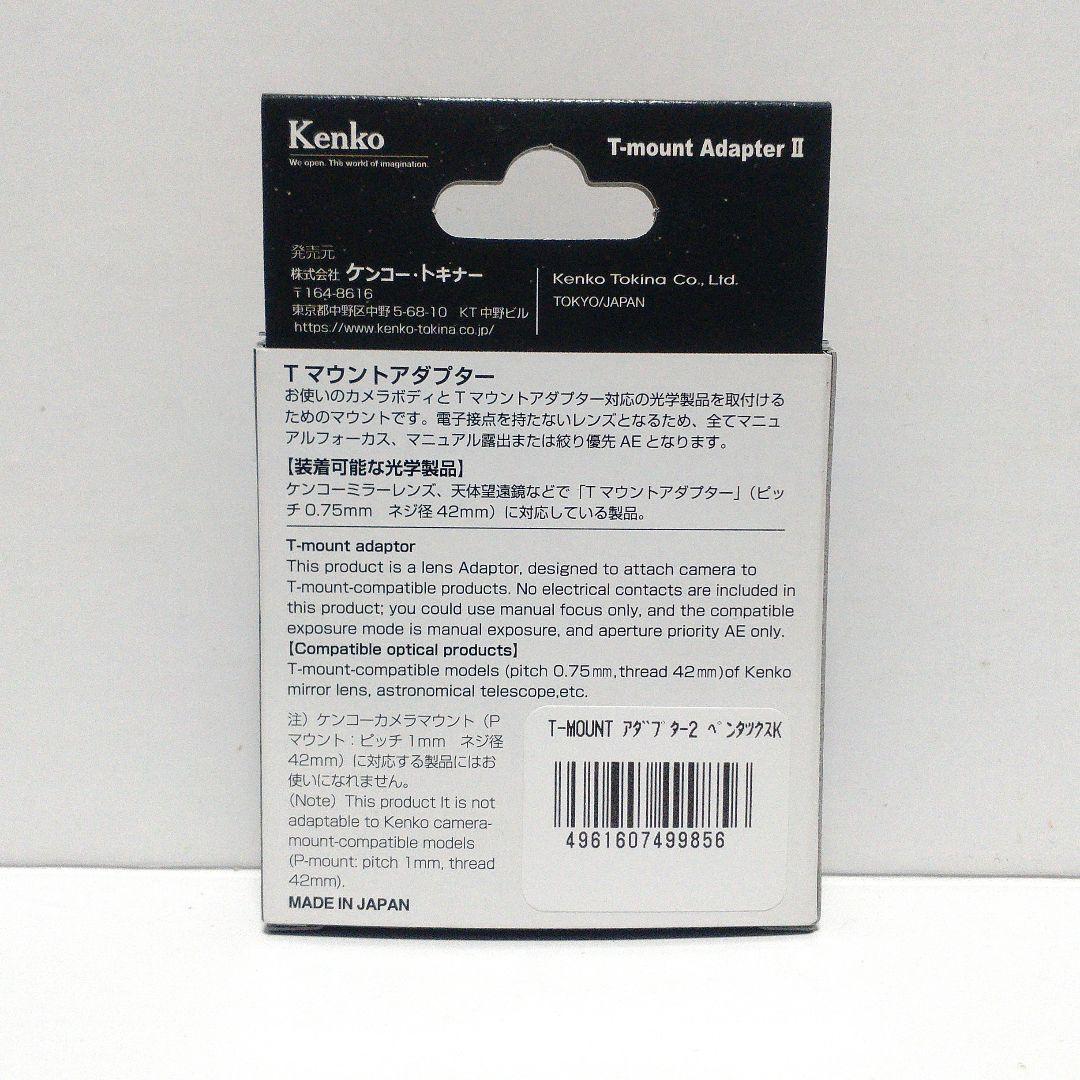 Kenko
We open. The world of imagination.
T-mount Adapter II
発売元
株式会社 ケンコー・トキナー
〒164-8616
東京都中野区中野 5-68-10 KT 中野ビル
https://www.kenko-tokina.co.jp/
Kenko Tokina Co., Ltd.
TOKYO/JAPAN
T マウントアダプター
お使いのカメラボディと T マウントアダプター対応の光学製品を取付ける
ためのマウントです。電子接点を持たないレンズとなるため、全てマニュ
アルフォーカス、マニュアル露出または絞り優先 AE となります。
【装着可能な光学製品】
ケンコーミラーレンズ、天体望遠鏡などで「T マウントアダプター」（ピッ
チ 0.75mm ネジ径 42mm）に対応している製品。
T-mount adaptor
This product is a lens Adaptor, designed to attach camera to
T-mount-compatible products. No electrical contacts are included in
this product; you could use manual focus only, and the compatible
exposure mode is manual exposure, and aperture priority AE only.
【Compatible optical products】
T-mount-compatible models (pitch 0.75mm,thread 42mm)of Kenko
mirror lens, astronomical telescope,etc.
注）ケンコーカメラマウント（P
マウント：ピッチ 1mm ネジ径
42mm）に対応する製品にはお
使いになれません。
（Note）This product It is not
adaptable to Kenko camera-
mount-compatible models
(P-mount: pitch 1mm, thread
42mm).
MADE IN JAPAN
T-MOUNT ｱﾀﾞﾌﾟﾀｰ2 ﾍﾟﾝﾀｯｸｽK
4961607499856